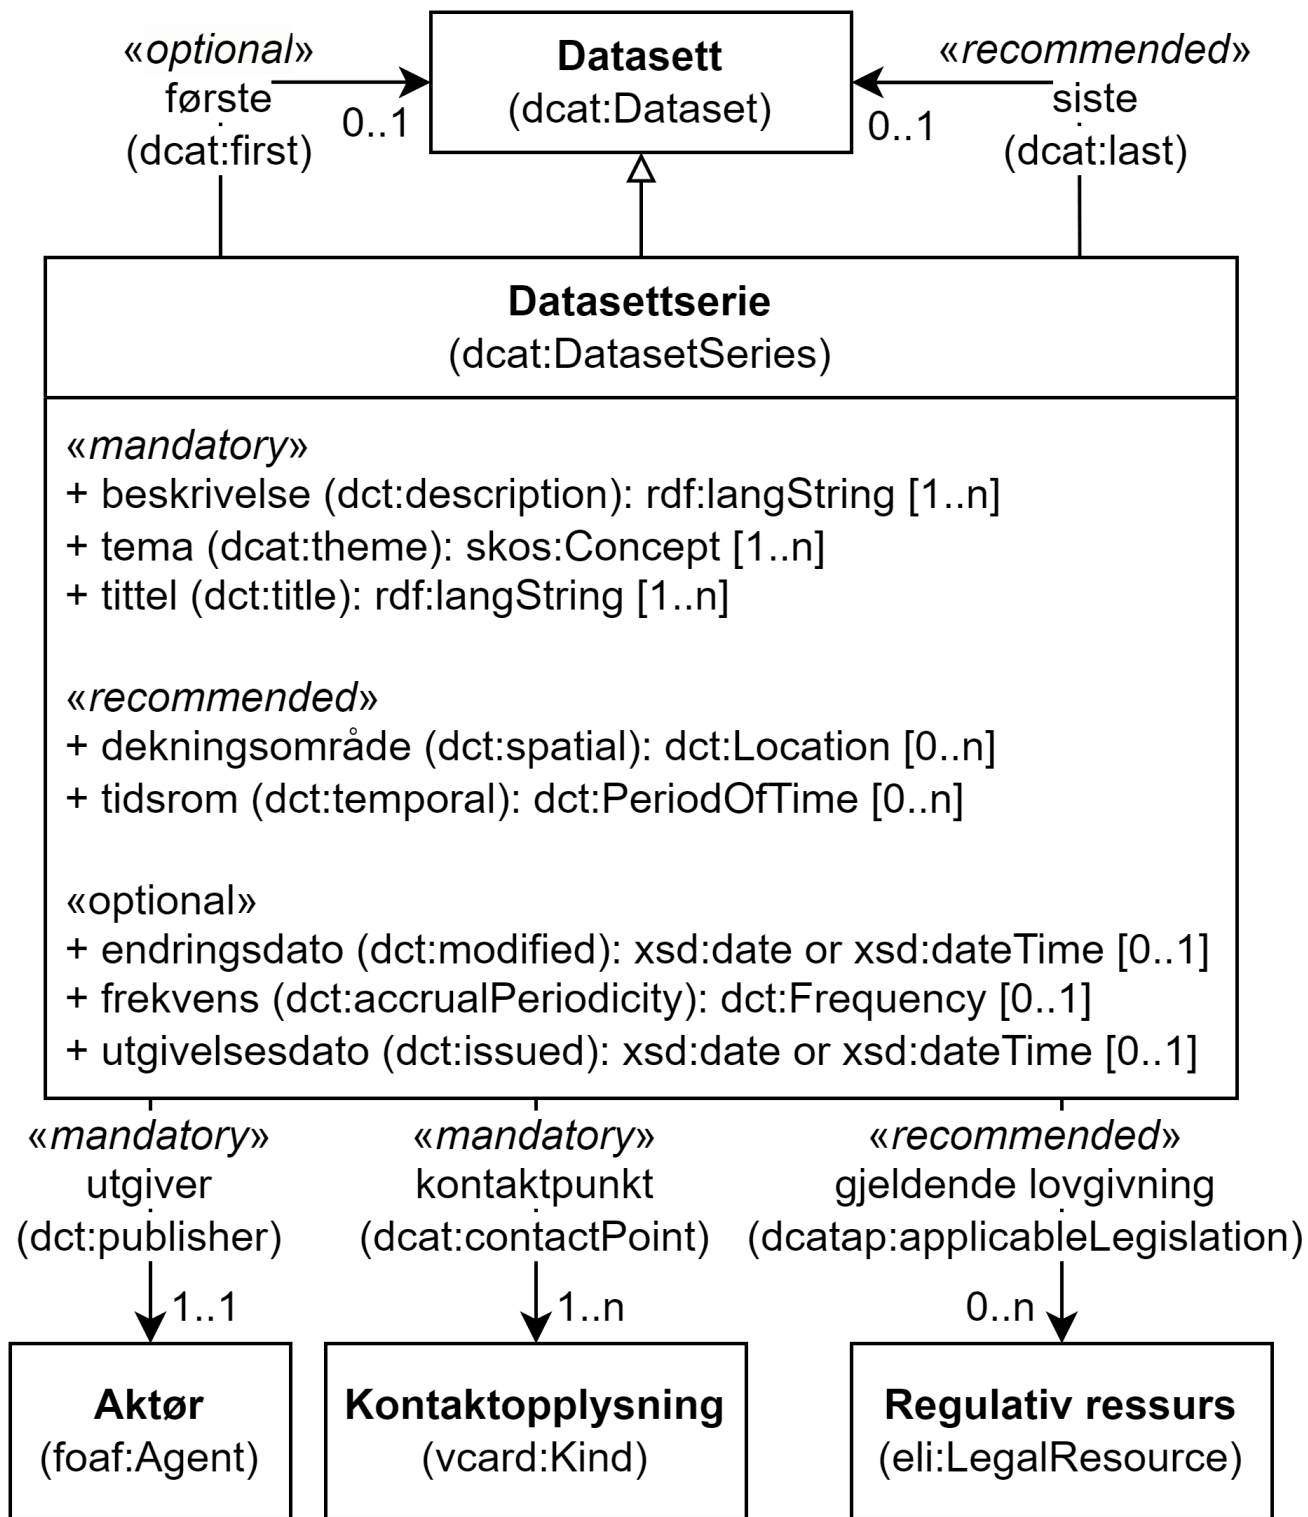 «optional»
første
(dcat:first)
0..1
Datasett
(dcat:Dataset)
«recommended»
siste
(dcat:last)
0..1
Datasettserie
(dcat:DatasetSeries)
«mandatory»
+ beskrivelse (dct:description): rdf:langString [1..n]
+ tema (dcat:theme): skos:Concept [1..n]
+ tittel (dct:title): rdf:langString [1..n]
«recommended»
+ dekningsområde (dct:spatial): dct:Location [0..n]
+ tidsrom (dct:temporal): dct:PeriodOfTime [0..n]
«optional»
+ endringsdato (dct:modified): xsd:date or xsd:dateTime [0..1]
+ frekvens (dct:accrualPeriodicity): dct:Frequency [0..1]
+ utgivelsesdato (dct:issued): xsd:date or xsd:dateTime [0..1]
«mandatory»
utgiver
(dct:publisher)
1..1
Aktør
(foaf:Agent)
«mandatory»
kontaktpunkt
(dcat:contactPoint)
1..n
Kontaktopplysning
(vcard:Kind)
«recommended»
gjeldende lovgivning
(dcatap:applicableLegislation)
0..n
Regulativ ressurs
(eli:LegalResource)